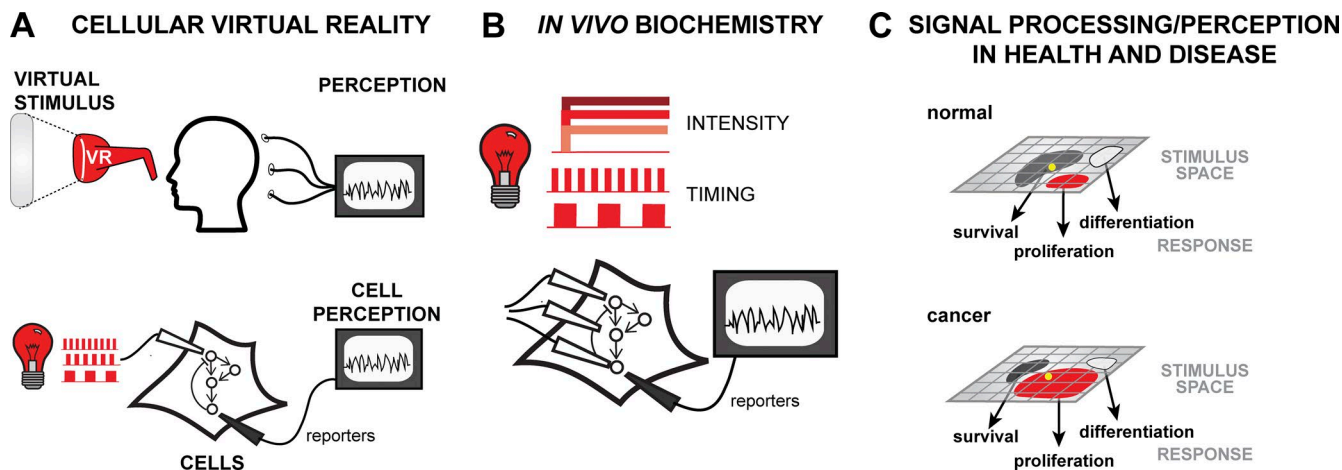 A CELLULAR VIRTUAL REALITY
VIRTUAL
STIMULUS
VR
PERCEPTION
CELL
PERCEPTION
reporters
CELLS
B IN VIVO BIOCHEMISTRY
INTENSITY
TIMING
reporters
C SIGNAL PROCESSING/PERCEPTION
IN HEALTH AND DISEASE
normal
STIMULUS
SPACE
survival
differentiation
proliferation
RESPONSE
cancer
STIMULUS
SPACE
survival
differentiation
proliferation
RESPONSE